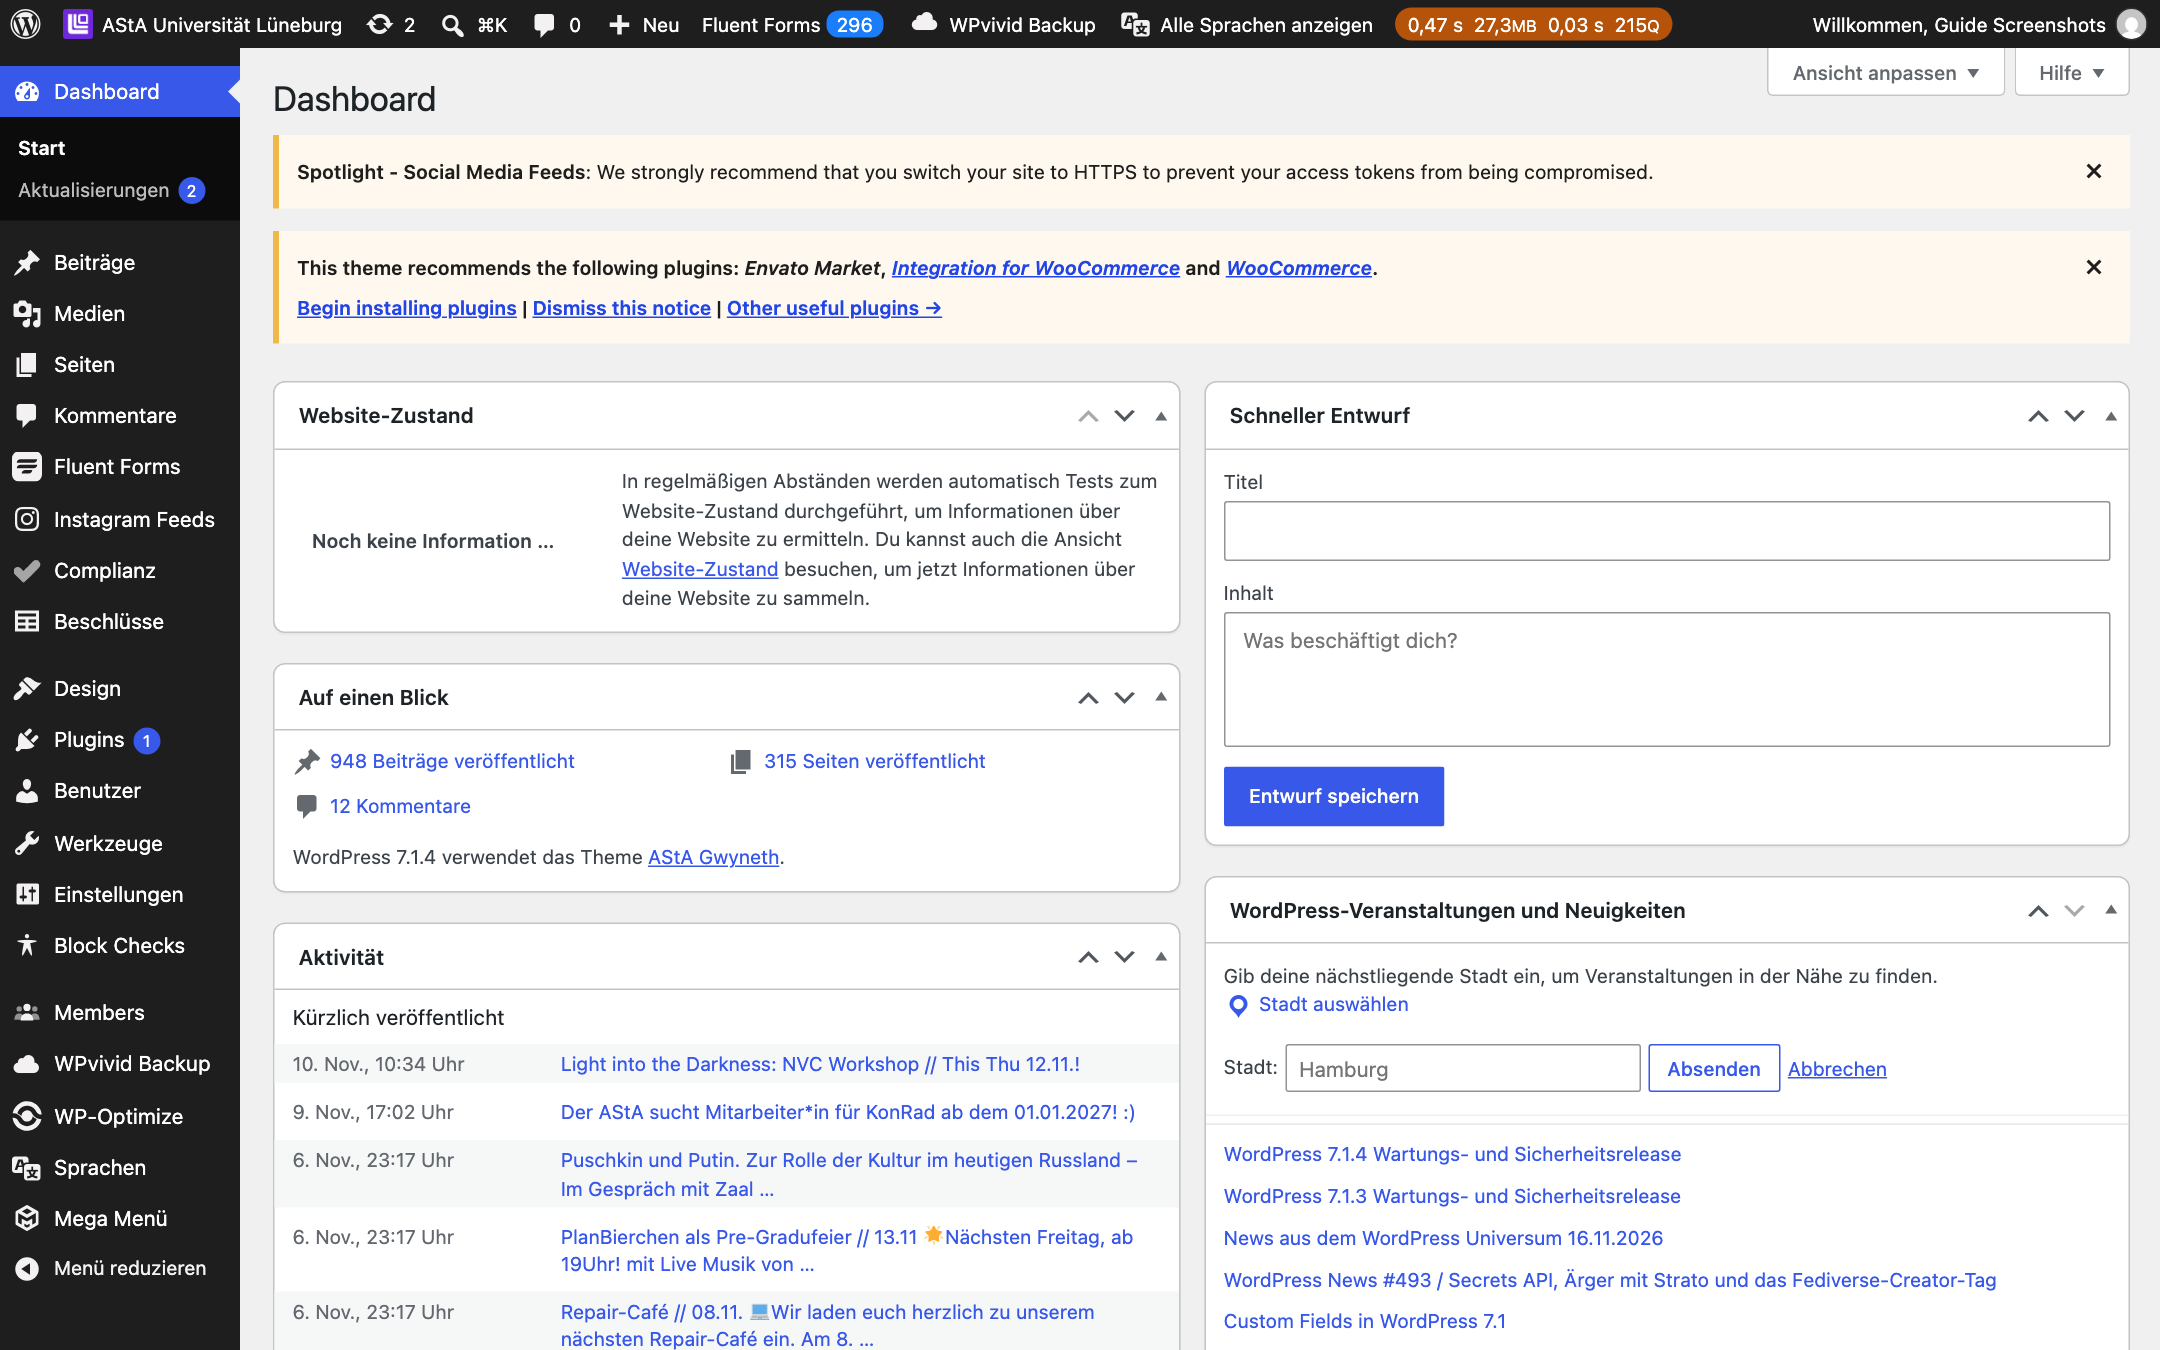 AStA Universität Lüneburg 2 ⌘K 0 Neu Fluent Forms 296 WPvivid Backup Alle Sprachen anzeigen 0,47 s 27,3MB 0,03 s 215Q Willkommen, Guide Screenshots
Dashboard
Start
Aktualisierungen 2
Beiträge
Medien
Seiten
Kommentare
Fluent Forms
Instagram Feeds
Complianz
Beschlüsse
Design
Plugins 1
Benutzer
Werkzeuge
Einstellungen
Block Checks
Members
WPvivid Backup
WP-Optimize
Sprachen
Mega Menü
Menü reduzieren
Ansicht anpassen
Hilfe
Dashboard
Spotlight - Social Media Feeds: We strongly recommend that you switch your site to HTTPS to prevent your access tokens from being compromised.
This theme recommends the following plugins: Envato Market, Integration for WooCommerce and WooCommerce.
Begin installing plugins | Dismiss this notice | Other useful plugins →
Website-Zustand
Noch keine Information ...
In regelmäßigen Abständen werden automatisch Tests zum
Website-Zustand durchgeführt, um Informationen über
deine Website zu ermitteln. Du kannst auch die Ansicht
Website-Zustand besuchen, um jetzt Informationen über
deine Website zu sammeln.
Auf einen Blick
948 Beiträge veröffentlicht
315 Seiten veröffentlicht
12 Kommentare
WordPress 7.1.4 verwendet das Theme AStA Gwyneth.
Aktivität
Kürzlich veröffentlicht
10. Nov., 10:34 Uhr Light into the Darkness: NVC Workshop // This Thu 12.11.!
9. Nov., 17:02 Uhr Der AStA sucht Mitarbeiter*in für KonRad ab dem 01.01.2027! :)
6. Nov., 23:17 Uhr Puschkin und Putin. Zur Rolle der Kultur im heutigen Russland –
Im Gespräch mit Zaal ...
6. Nov., 23:17 Uhr PlanBierchen als Pre-Gradufeier // 13.11 🌟Nächsten Freitag, ab
19Uhr! mit Live Musik von ...
6. Nov., 23:17 Uhr Repair-Café // 08.11. 💻Wir laden euch herzlich zu unserem
nächsten Repair-Café ein. Am 8. ...
Schneller Entwurf
Titel
Inhalt
Was beschäftigt dich?
Entwurf speichern
WordPress-Veranstaltungen und Neuigkeiten
Gib deine nächstliegende Stadt ein, um Veranstaltungen in der Nähe zu finden.
Stadt auswählen
Stadt: Hamburg Absenden Abbrechen
WordPress 7.1.4 Wartungs- und Sicherheitsrelease
WordPress 7.1.3 Wartungs- und Sicherheitsrelease
News aus dem WordPress Universum 16.11.2026
WordPress News #493 / Secrets API, Ärger mit Strato und das Fediverse-Creator-Tag
Custom Fields in WordPress 7.1